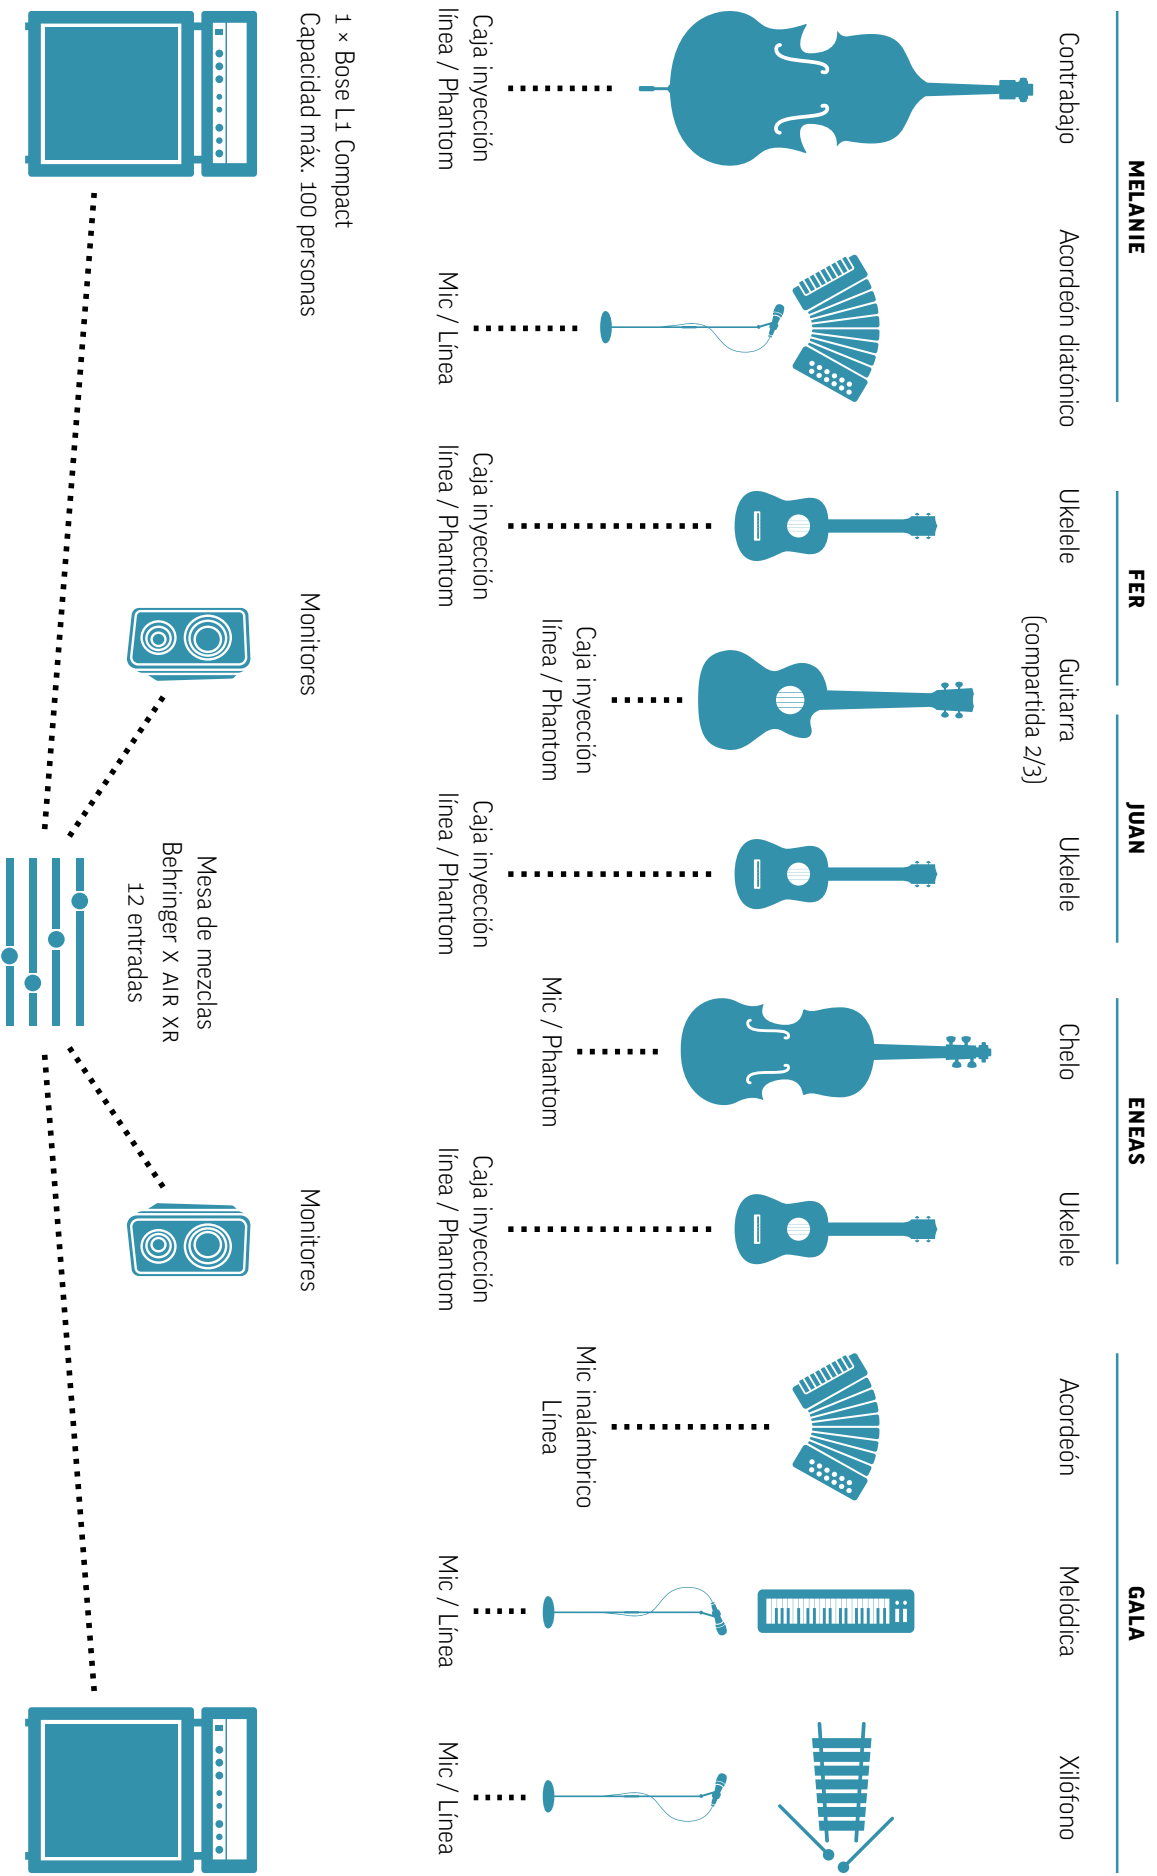 MELANIE
FER
JUAN
ENEAS
GALA
Contrabajo
Acordeón diatónico
Ukelele
Guitarra
(compartida 2/3)
Ukelele
Chelo
Ukelele
Acordeón
Melódica
Xilófono
Caja inyección
línea / Phantom
Mic / Línea
Caja inyección
línea / Phantom
Caja inyección
línea / Phantom
Caja inyección
línea / Phantom
Mic / Phantom
Caja inyección
línea / Phantom
Mic inalámbrico
Línea
Mic / Línea
Mic / Línea
1 × Bose L1 Compact
Capacidad máx. 100 personas
Monitores
Mesa de mezclas
Behringer X AIR XR
12 entradas
Monitores